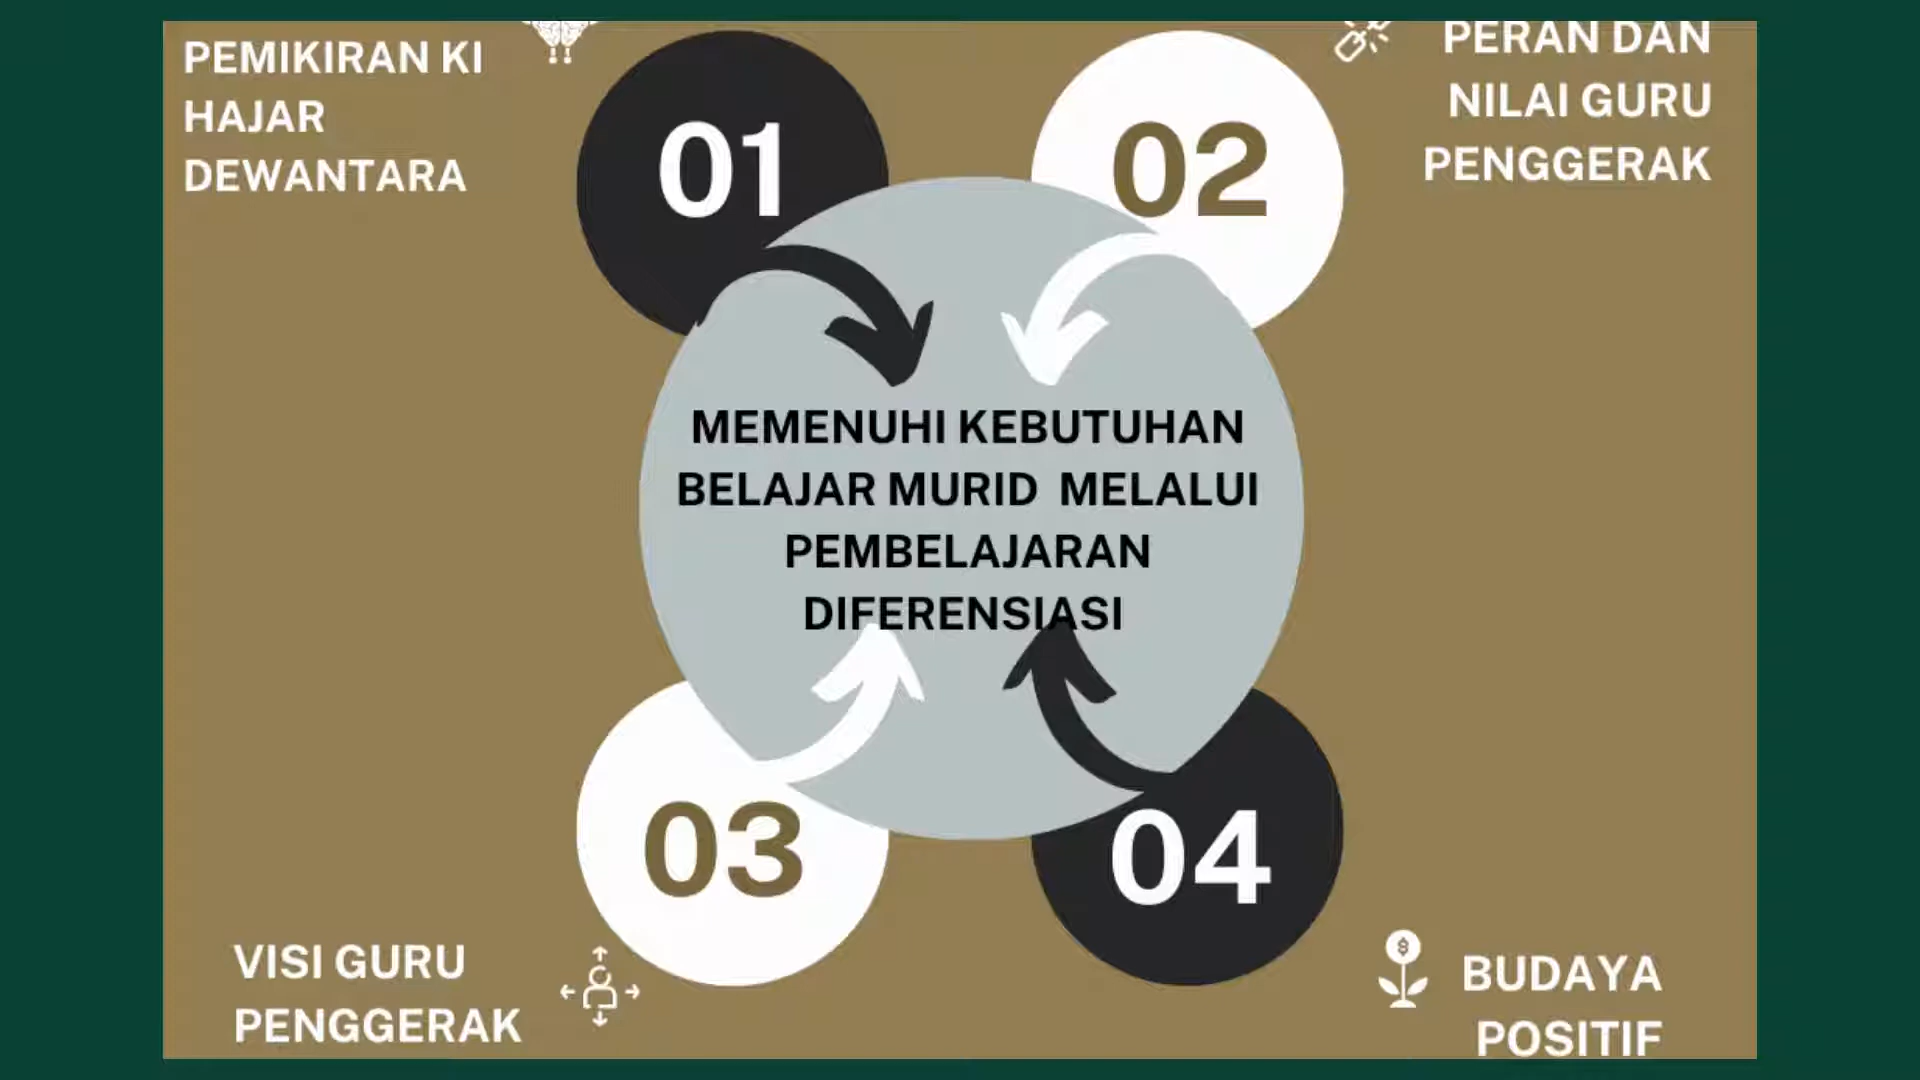 PEMIKIRAN KI
HAJAR
DEWANTARA
01
02
PERAN DAN
NILAI GURU
PENGGERAK
MEMENUHI KEBUTUHAN
BELAJAR MURID MELALUI
PEMBELAJARAN
DIFERENSIASI
03
04
VISI GURU
PENGGERAK
$
BUDAYA
POSITIF